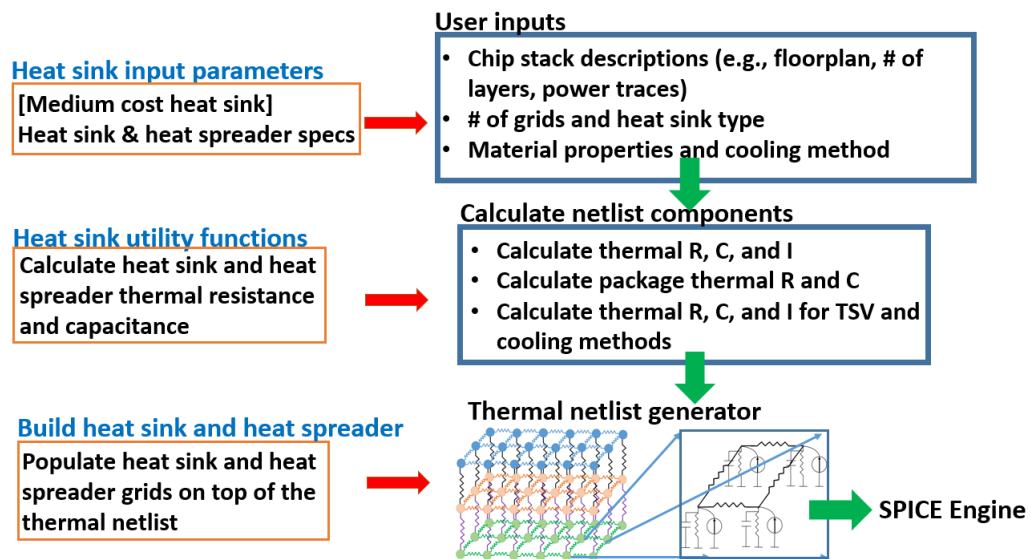 User inputs
Heat sink input parameters
[Medium cost heat sink]
Heat sink & heat spreader specs
• Chip stack descriptions (e.g., floorplan, # of
layers, power traces)
• # of grids and heat sink type
• Material properties and cooling method
Calculate netlist components
Heat sink utility functions
Calculate heat sink and heat
spreader thermal resistance
and capacitance
• Calculate thermal R, C, and I
• Calculate package thermal R and C
• Calculate thermal R, C, and I for TSV and
cooling methods
Thermal netlist generator
Build heat sink and heat spreader
Populate heat sink and heat
spreader grids on top of the
thermal netlist
SPICE Engine